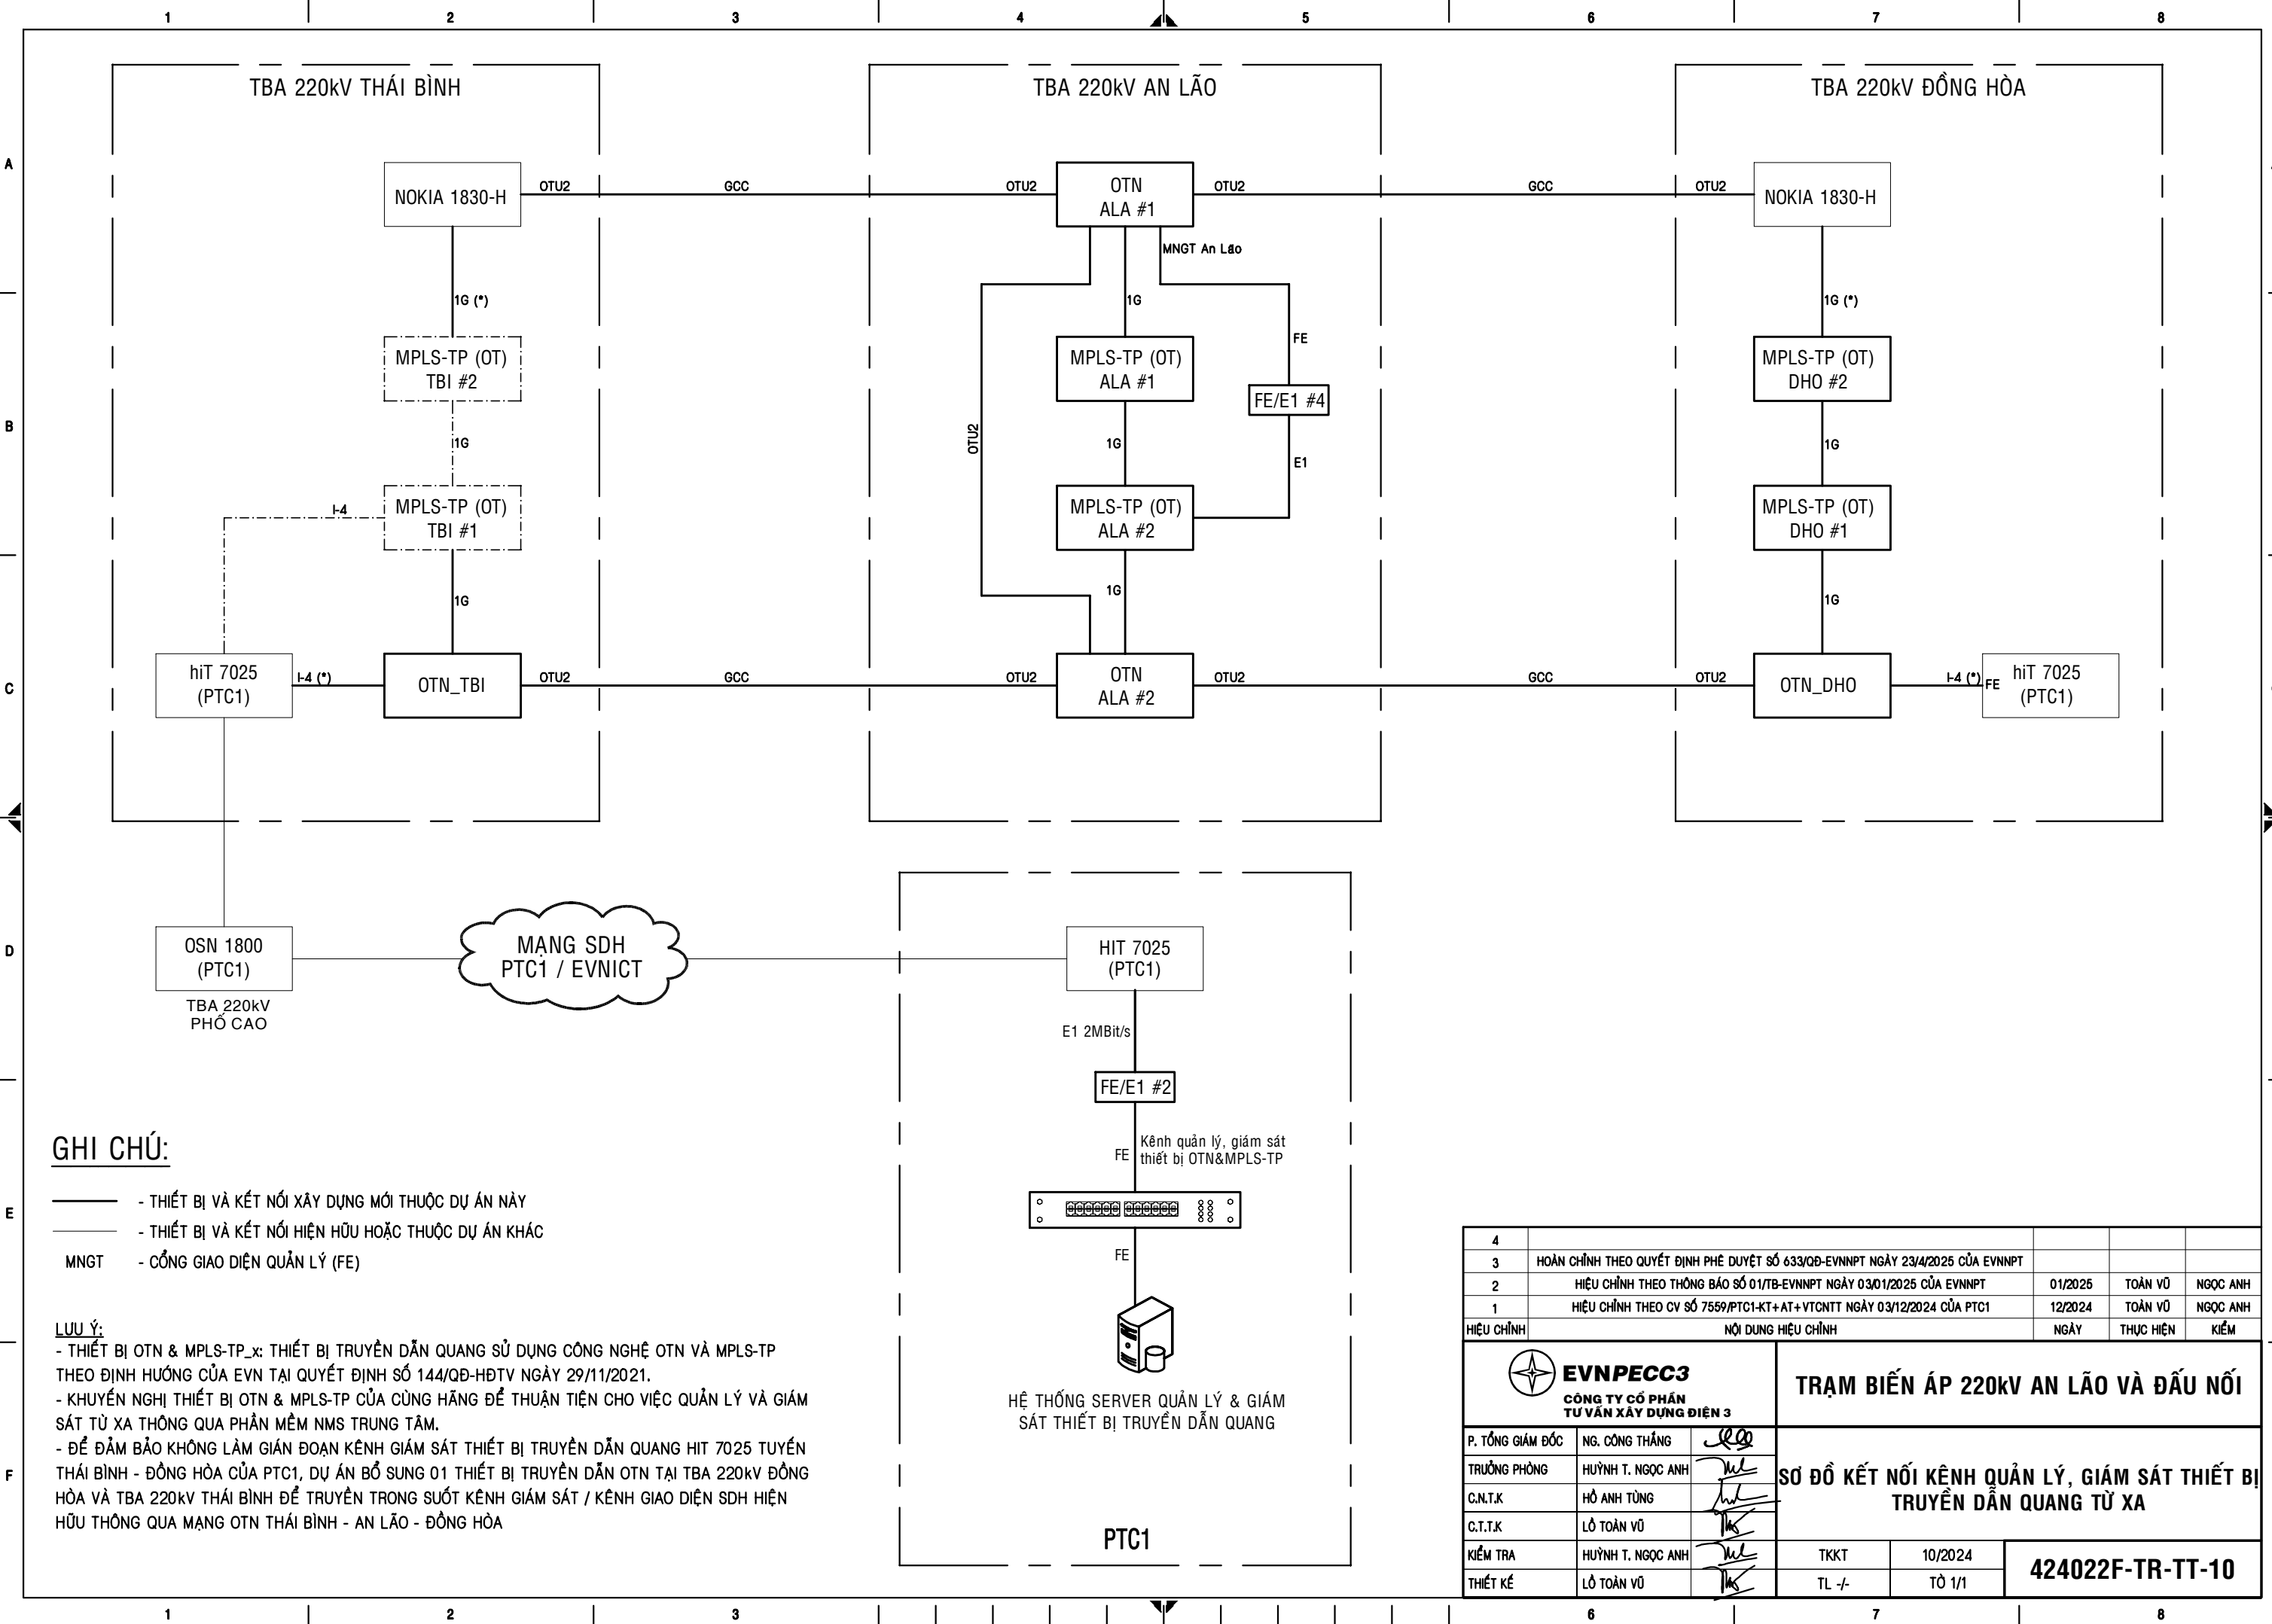 1 2 3 4 5 6 7 8
A
B
C
D
E
F
TBA 220kV THÁI BÌNH
NOKIA 1830-H
OTU2
GCC
1G (*)
MPLS-TP (OT)
TBI #2
1G
MPLS-TP (OT)
TBI #1
I-4
1G
hiT 7025
(PTC1)
I-4 (*)
OTN_TBI
OTU2
GCC
TBA 220kV AN LÃO
OTU2
OTN
ALA #1
OTU2
GCC
MNGT An Lão
1G
FE
MPLS-TP (OT)
ALA #1
FE/E1 #4
OTU2
1G
E1
MPLS-TP (OT)
ALA #2
1G
OTU2
OTN
ALA #2
OTU2
GCC
TBA 220kV ĐỒNG HÒA
OTU2
NOKIA 1830-H
1G (*)
MPLS-TP (OT)
DHO #2
1G
MPLS-TP (OT)
DHO #1
1G
OTU2
OTN_DHO
I-4 (*)
FE
hiT 7025
(PTC1)
OSN 1800
(PTC1)
TBA 220kV
PHỐ CAO
MẠNG SDH
PTC1 / EVNICT
HIT 7025
(PTC1)
E1 2MBit/s
FE/E1 #2
FE
Kênh quản lý, giám sát
thiết bị OTN&MPLS-TP
FE
HỆ THỐNG SERVER QUẢN LÝ & GIÁM
SÁT THIẾT BỊ TRUYỀN DẪN QUANG
PTC1
GHI CHÚ:
- THIẾT BỊ VÀ KẾT NỐI XÂY DỰNG MỚI THUỘC DỰ ÁN NÀY
- THIẾT BỊ VÀ KẾT NỐI HIỆN HỮU HOẶC THUỘC DỰ ÁN KHÁC
MNGT - CỔNG GIAO DIỆN QUẢN LÝ (FE)
LƯU Ý:
- THIẾT BỊ OTN & MPLS-TP_x: THIẾT BỊ TRUYỀN DẪN QUANG SỬ DỤNG CÔNG NGHỆ OTN VÀ MPLS-TP
THEO ĐỊNH HƯỚNG CỦA EVN TẠI QUYẾT ĐỊNH SỐ 144/QĐ-HĐTV NGÀY 29/11/2021.
- KHUYẾN NGHỊ THIẾT BỊ OTN & MPLS-TP CỦA CÙNG HÃNG ĐỂ THUẬN TIỆN CHO VIỆC QUẢN LÝ VÀ GIÁM
SÁT TỪ XA THÔNG QUA PHẦN MỀM NMS TRUNG TÂM.
- ĐỂ ĐẢM BẢO KHÔNG LÀM GIÁN ĐOẠN KÊNH GIÁM SÁT THIẾT BỊ TRUYỀN DẪN QUANG HIT 7025 TUYẾN
THÁI BÌNH - ĐỒNG HÒA CỦA PTC1, DỰ ÁN BỔ SUNG 01 THIẾT BỊ TRUYỀN DẪN OTN TẠI TBA 220kV ĐỒNG
HÒA VÀ TBA 220kV THÁI BÌNH ĐỂ TRUYỀN TRONG SUỐT KÊNH GIÁM SÁT / KÊNH GIAO DIỆN SDH HIỆN
HỮU THÔNG QUA MẠNG OTN THÁI BÌNH - AN LÃO - ĐỒNG HÒA
4
3 HOÀN CHỈNH THEO QUYẾT ĐỊNH PHÊ DUYỆT SỐ 633/QĐ-EVNNPT NGÀY 23/4/2025 CỦA EVNNPT
2 HIỆU CHỈNH THEO THÔNG BÁO SỐ 01/TB-EVNNPT NGÀY 03/01/2025 CỦA EVNNPT 01/2025 TOÀN VŨ NGỌC ANH
1 HIỆU CHỈNH THEO CV SỐ 7559/PTC1-KT+AT+VTCNTT NGÀY 03/12/2024 CỦA PTC1 12/2024 TOÀN VŨ NGỌC ANH
HIỆU CHỈNH NỘI DUNG HIỆU CHỈNH NGÀY THỰC HIỆN KIỂM
EVNPECC3
CÔNG TY CỔ PHẦN
TƯ VẤN XÂY DỰNG ĐIỆN 3
TRẠM BIẾN ÁP 220kV AN LÃO VÀ ĐẤU NỐI
P. TỔNG GIÁM ĐỐC NG. CÔNG THẮNG
TRƯỞNG PHÒNG HUỲNH T. NGỌC ANH
C.N.T.K HỒ ANH TÙNG
C.T.T.K LỒ TOÀN VŨ
KIỂM TRA HUỲNH T. NGỌC ANH
THIẾT KẾ LỒ TOÀN VŨ
SƠ ĐỒ KẾT NỐI KÊNH QUẢN LÝ, GIÁM SÁT THIẾT BỊ
TRUYỀN DẪN QUANG TỪ XA
TKKT 10/2024
TL -/- TỜ 1/1
424022F-TR-TT-10
1 2 3 6 7 8